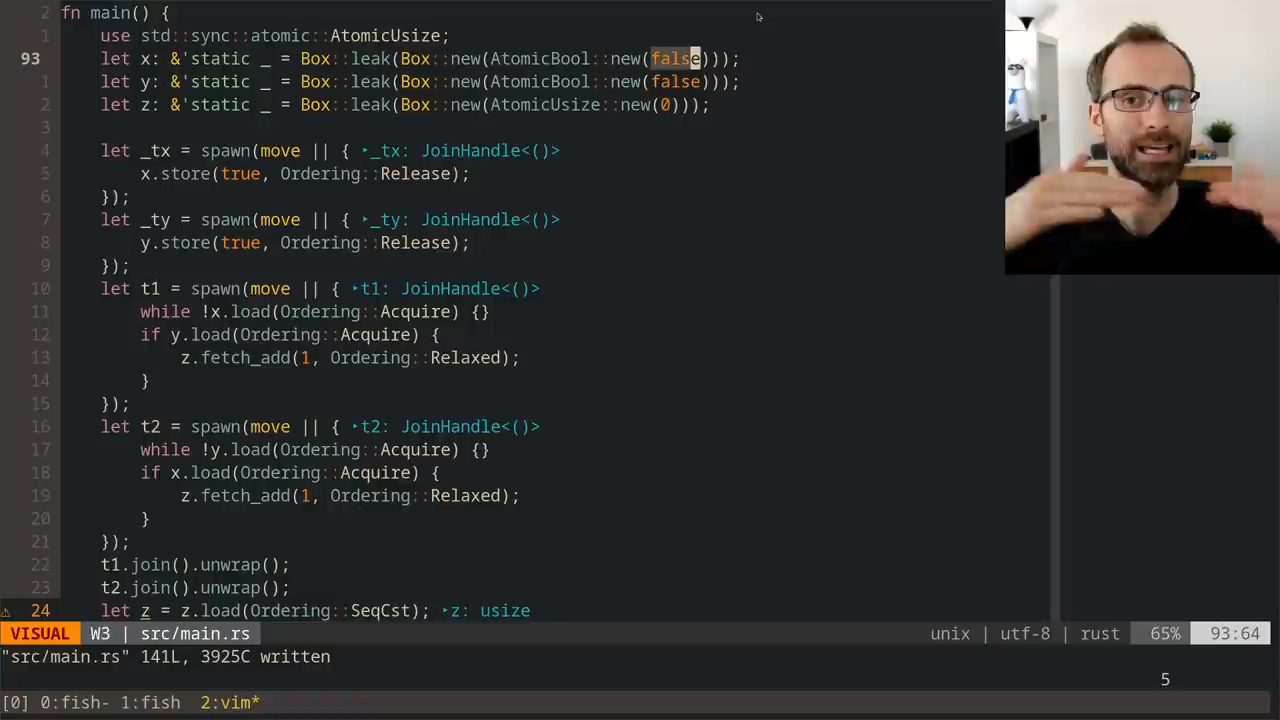 2 fn main() {
1     use std::sync::atomic::AtomicUsize;
93     let x: &'static _ = Box::leak(Box::new(AtomicBool::new(false)));
1     let y: &'static _ = Box::leak(Box::new(AtomicBool::new(false)));
2     let z: &'static _ = Box::leak(Box::new(AtomicUsize::new(0)));
3
4     let _tx = spawn(move || { ‣_tx: JoinHandle<()>
5         x.store(true, Ordering::Release);
6     });
7     let _ty = spawn(move || { ‣_ty: JoinHandle<()>
8         y.store(true, Ordering::Release);
9     });
10     let t1 = spawn(move || { ‣t1: JoinHandle<()>
11         while !x.load(Ordering::Acquire) {}
12         if y.load(Ordering::Acquire) {
13             z.fetch_add(1, Ordering::Relaxed);
14         }
15     });
16     let t2 = spawn(move || { ‣t2: JoinHandle<()>
17         while !y.load(Ordering::Acquire) {}
18         if x.load(Ordering::Acquire) {
19             z.fetch_add(1, Ordering::Relaxed);
20         }
21     });
22     t1.join().unwrap();
23     t2.join().unwrap();
⚠ 24     let z = z.load(Ordering::SeqCst); ‣z: usize
VISUAL W3 | src/main.rs unix | utf-8 | rust 65% 93:64
"src/main.rs" 141L, 3925C written
5
[0] 0:fish- 1:fish 2:vim*